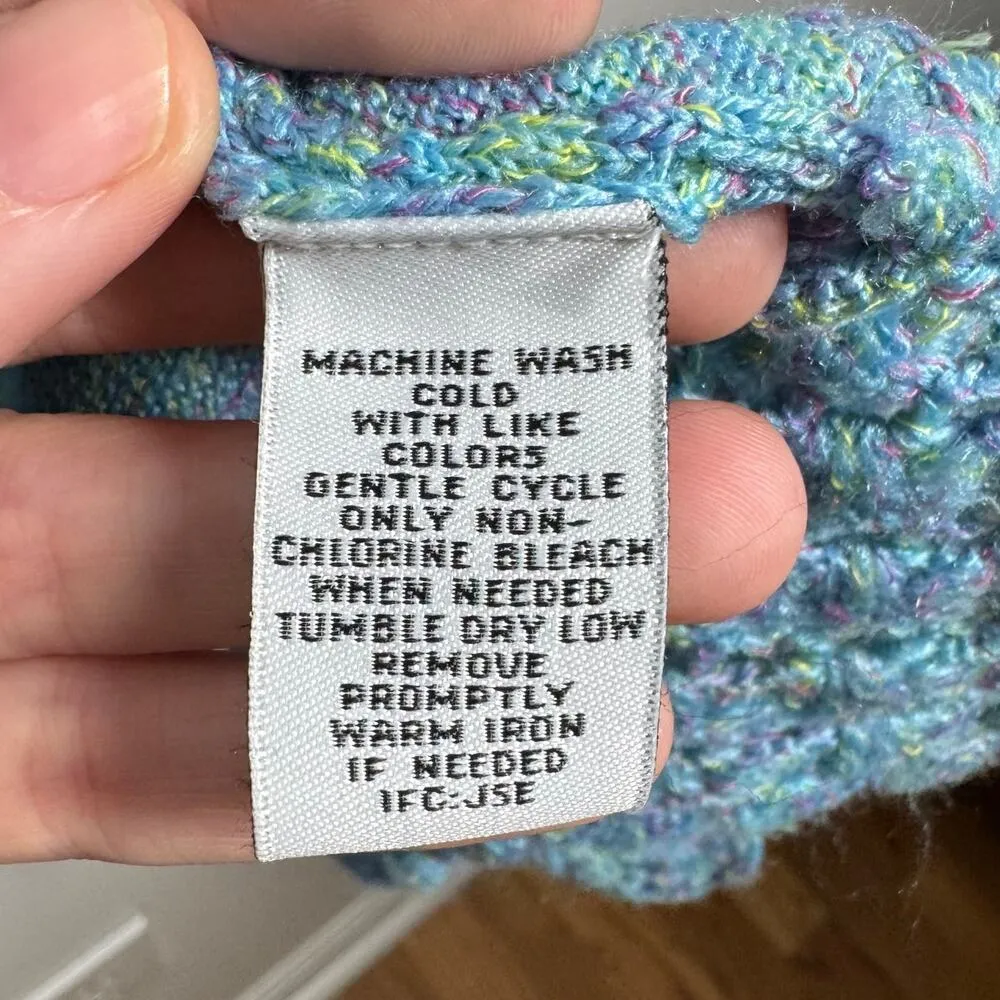 MACHINE WASH
COLD
WITH LIKE
COLORS
GENTLE CYCLE
ONLY NON-
CHLORINE BLEACH
WHEN NEEDED
TUMBLE DRY LOW
REMOVE
PROMPTLY
WARM IRON
IF NEEDED
IFC:JSE